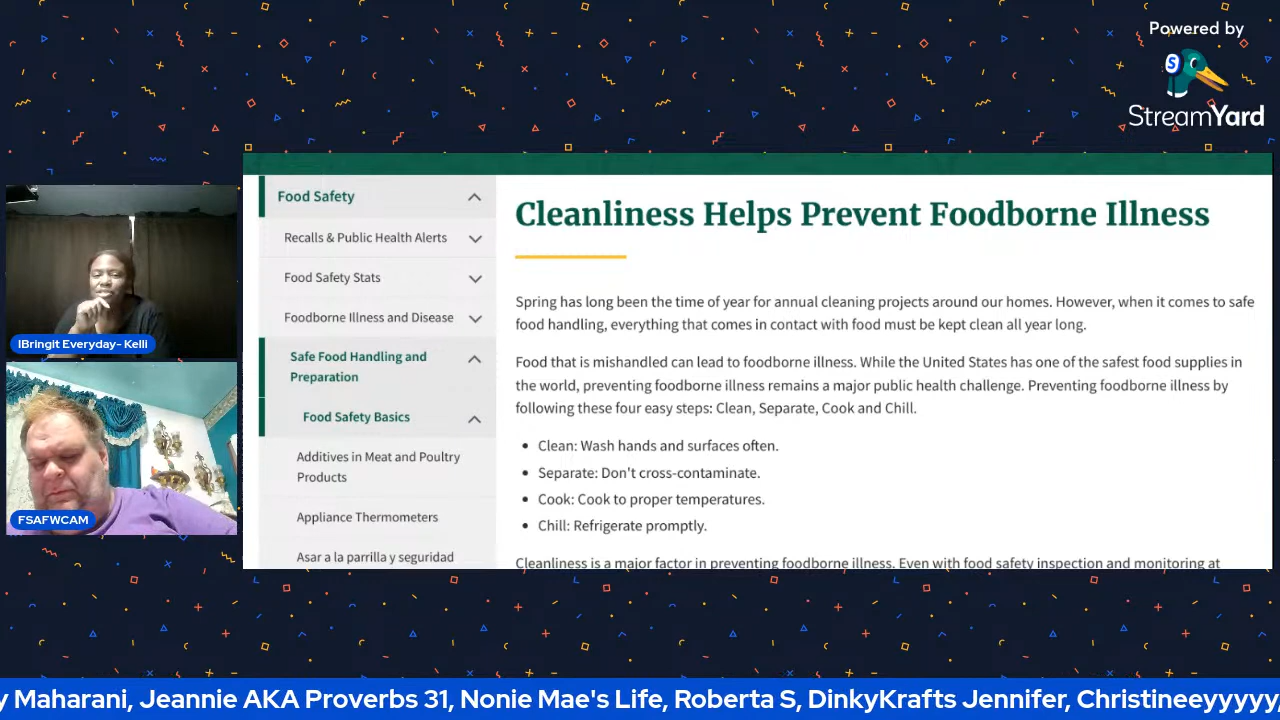 Powered by
StreamYard
Food Safety
Recalls & Public Health Alerts
Food Safety Stats
Foodborne Illness and Disease
Safe Food Handling and
Preparation
Food Safety Basics
Additives in Meat and Poultry
Products
Appliance Thermometers
Asar a la parrilla y seguridad
Cleanliness Helps Prevent Foodborne Illness
Spring has long been the time of year for annual cleaning projects around our homes. However, when it comes to safe
food handling, everything that comes in contact with food must be kept clean all year long.
Food that is mishandled can lead to foodborne illness. While the United States has one of the safest food supplies in
the world, preventing foodborne illness remains a major public health challenge. Preventing foodborne illness by
following these four easy steps: Clean, Separate, Cook and Chill.
• Clean: Wash hands and surfaces often.
• Separate: Don't cross-contaminate.
• Cook: Cook to proper temperatures.
• Chill: Refrigerate promptly.
Cleanliness is a major factor in preventing foodborne illness. Even with food safety inspection and monitoring at
IBringit Everyday- Kelli
FSAFWCAM
y Maharani, Jeannie AKA Proverbs 31, Nonie Mae's Life, Roberta S, DinkyKrafts Jennifer, Christineeyyyyy,